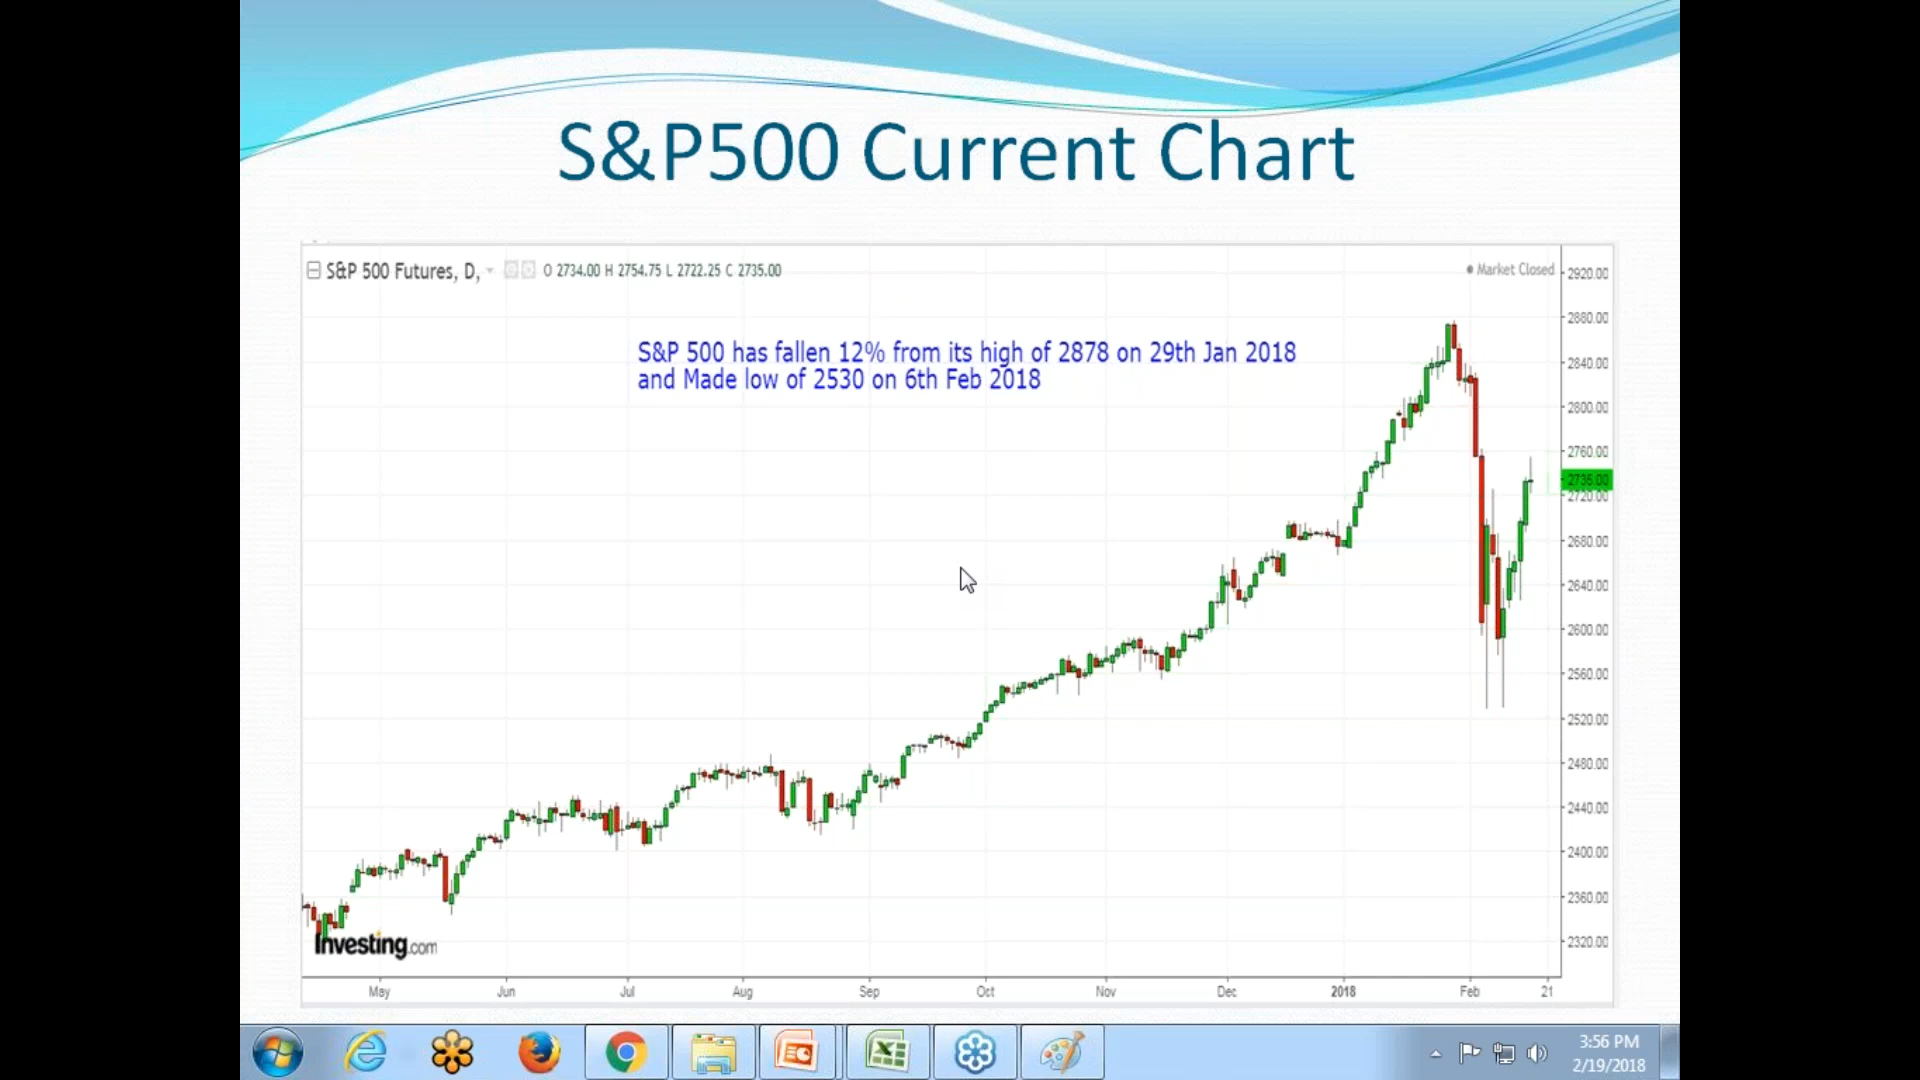 S&P500 Current Chart
S&P 500 Futures, D, O 2734.00 H 2754.75 L 2722.25 C 2735.00
Market Closed
S&P 500 has fallen 12% from its high of 2878 on 29th Jan 2018
and Made low of 2530 on 6th Feb 2018
2920.00
2880.00
2840.00
2800.00
2760.00
2735.00
2720.00
2680.00
2640.00
2600.00
2560.00
2520.00
2480.00
2440.00
2400.00
2360.00
2320.00
Investing.com
May Jun Jul Aug Sep Oct Nov Dec 2018 Feb 21
3:56 PM
2/19/2018